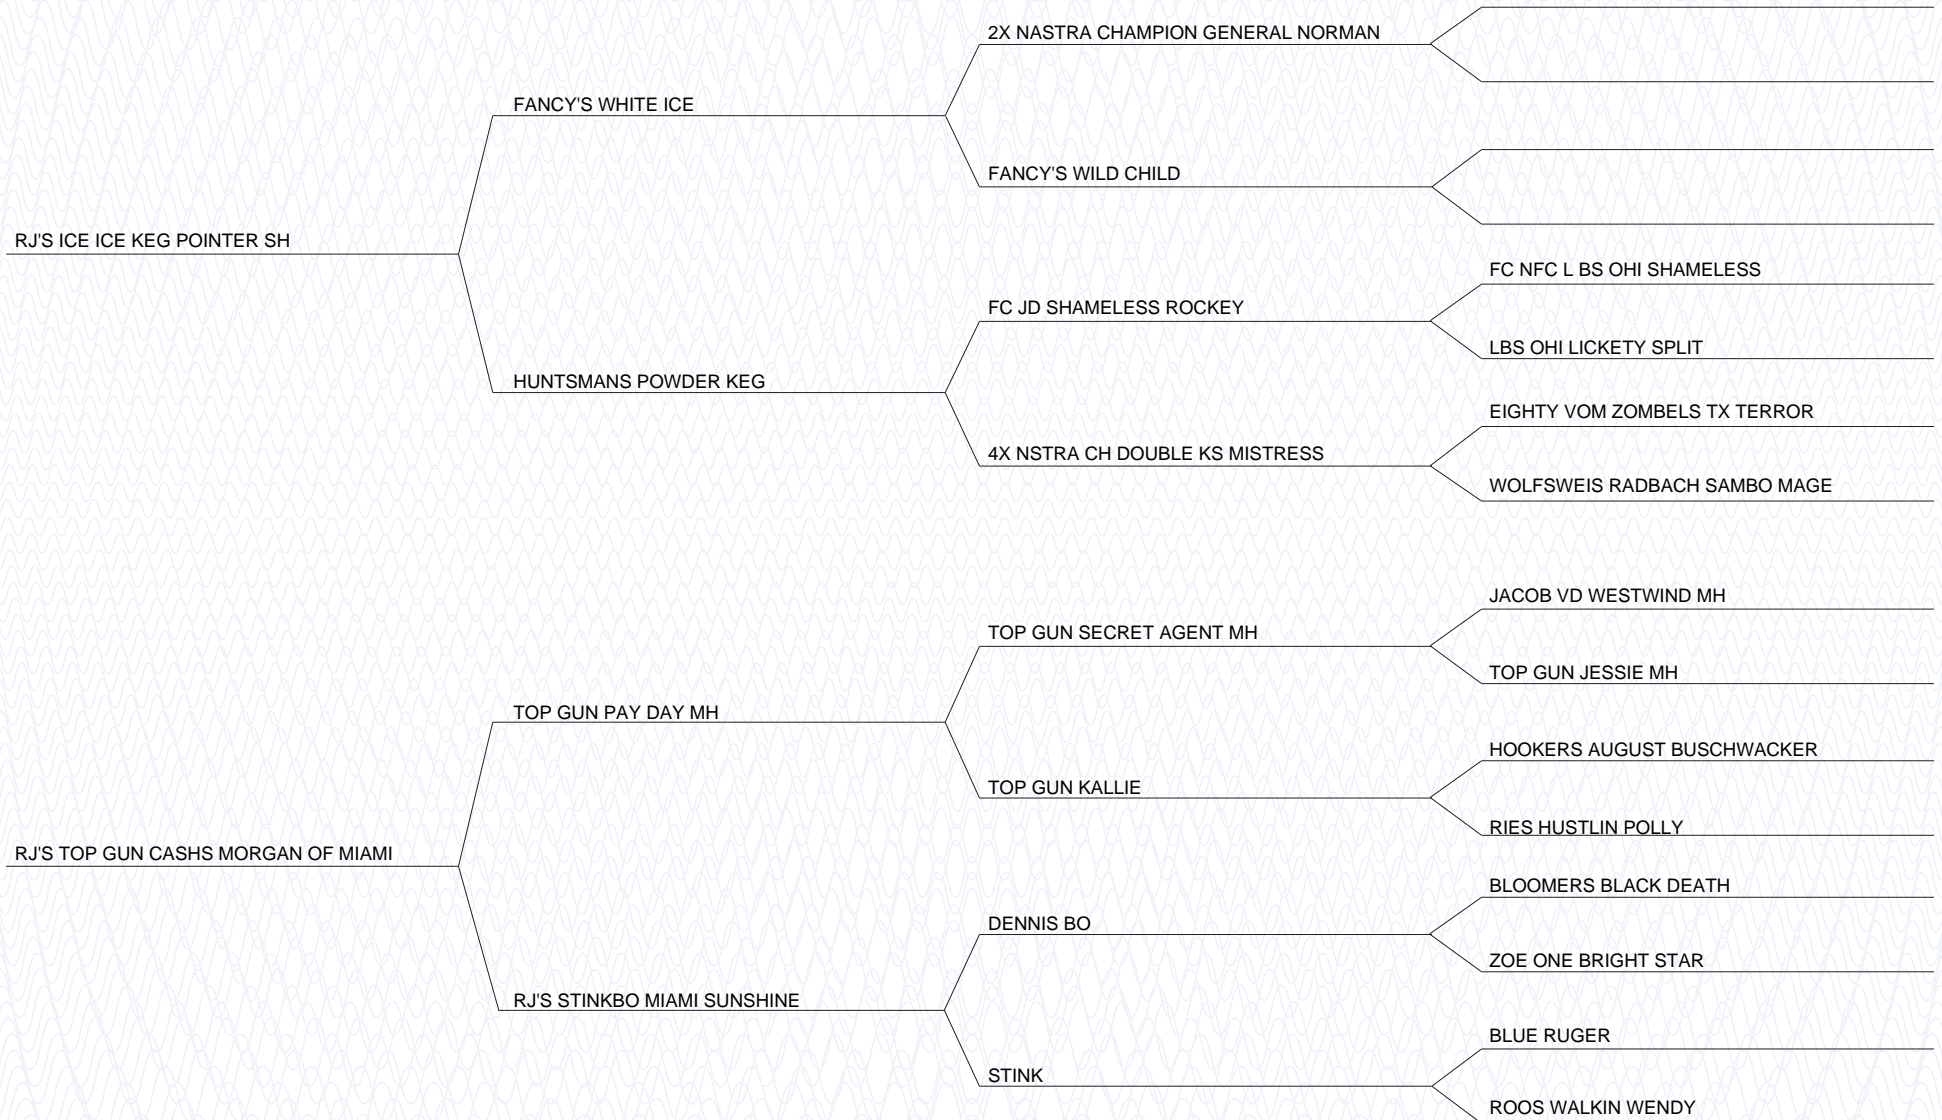 2X NASTRA CHAMPION GENERAL NORMAN
FANCY'S WHITE ICE
FANCY'S WILD CHILD
RJ'S ICE ICE KEG POINTER SH
FC NFC L BS OHI SHAMELESS
FC JD SHAMELESS ROCKEY
LBS OHI LICKETY SPLIT
HUNTSMANS POWDER KEG
EIGHTY VOM ZOMBELS TX TERROR
4X NSTRA CH DOUBLE KS MISTRESS
WOLFSWEIS RADBACH SAMBO MAGE
JACOB VD WESTWIND MH
TOP GUN SECRET AGENT MH
TOP GUN JESSIE MH
TOP GUN PAY DAY MH
HOOKERS AUGUST BUSCHWACKER
TOP GUN KALLIE
RIES HUSTLIN POLLY
RJ'S TOP GUN CASHS MORGAN OF MIAMI
BLOOMERS BLACK DEATH
DENNIS BO
ZOE ONE BRIGHT STAR
RJ'S STINKBO MIAMI SUNSHINE
BLUE RUGER
STINK
ROOS WALKIN WENDY